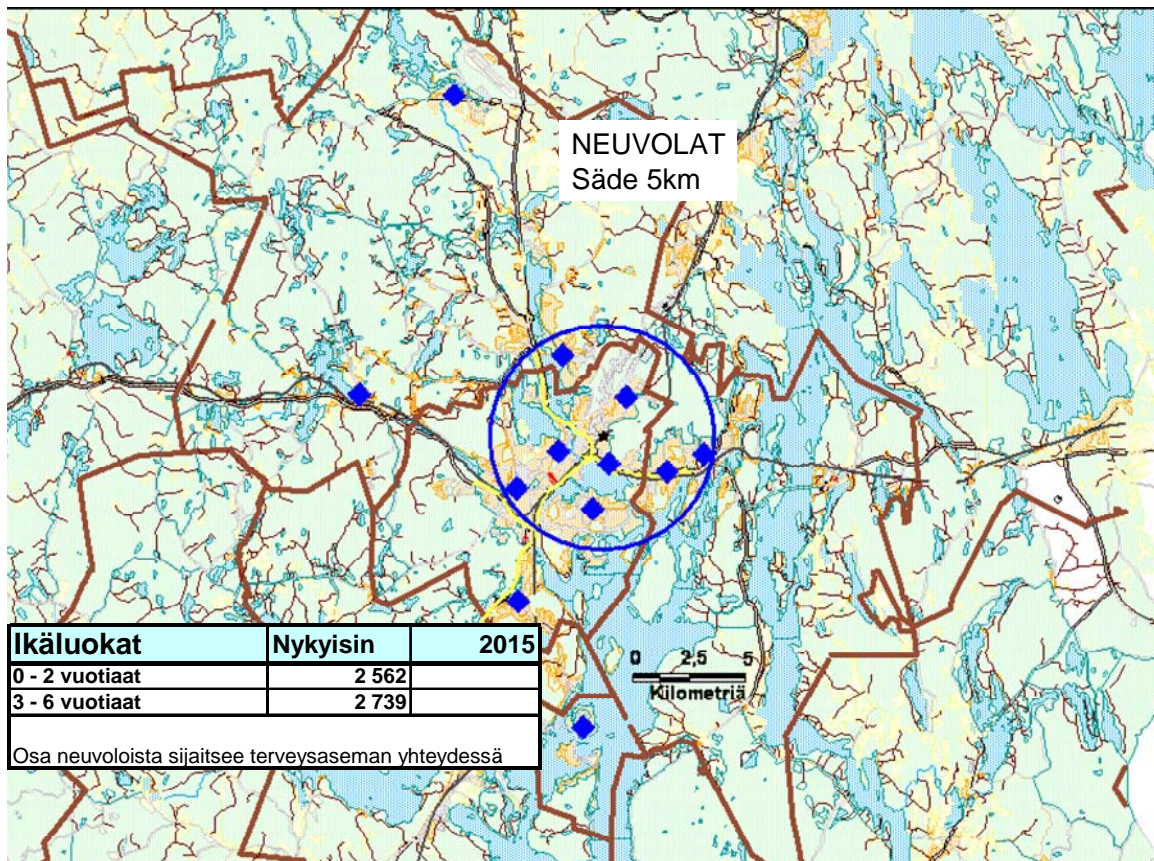 NEUVOLAT
Säde 5km
Ikäluokat Nykyisin 2015
0 - 2 vuotiaat 2 562
3 - 6 vuotiaat 2 739
Osa neuvoloista sijaitsee terveysaseman yhteydessä
0 2,5 5
Kilometriä